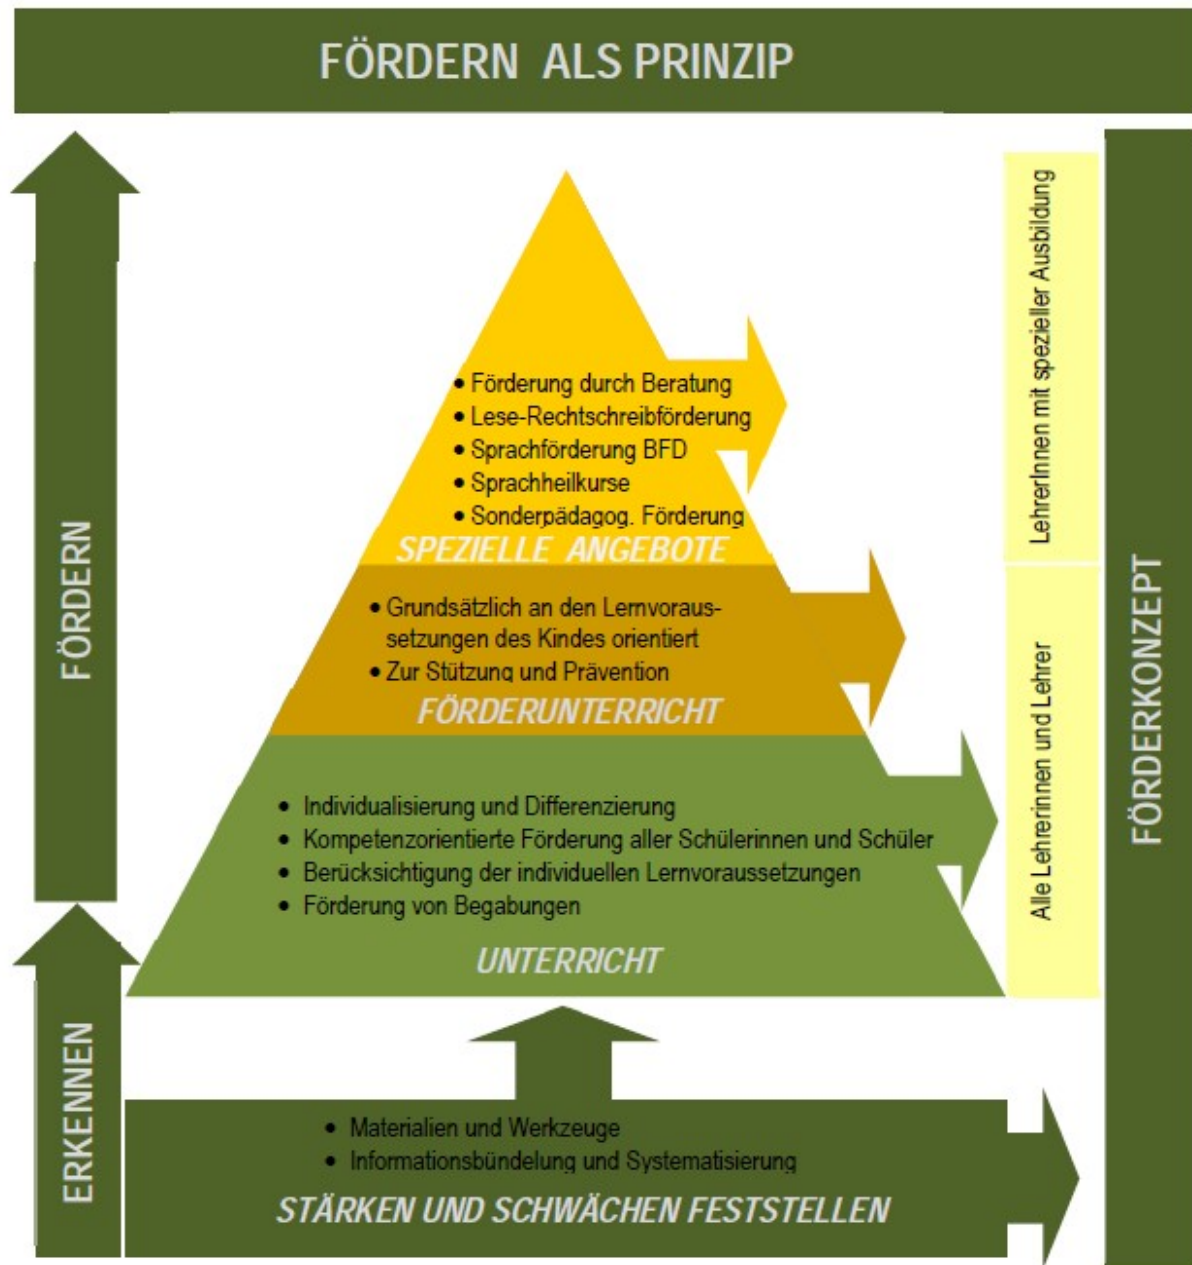 FÖRDERN ALS PRINZIP
FÖRDERN
• Förderung durch Beratung
• Lese-Rechtschreibförderung
• Sprachförderung BFD
• Sprachheilkurse
• Sonderpädagog. Förderung
SPEZIELLE ANGEBOTE
• Grundsätzlich an den Lernvoraus-
setzungen des Kindes orientiert
• Zur Stützung und Prävention
FÖRDERUNTERRICHT
• Individualisierung und Differenzierung
• Kompetenzorientierte Förderung aller Schülerinnen und Schüler
• Berücksichtigung der individuellen Lernvoraussetzungen
• Förderung von Begabungen
UNTERRICHT
LehrerInnen mit spezieller Ausbildung
Alle Lehrerinnen und Lehrer
FÖRDERKONZEPT
ERKENNEN
• Materialien und Werkzeuge
• Informationsbündelung und Systematisierung
STÄRKEN UND SCHWÄCHEN FESTSTELLEN